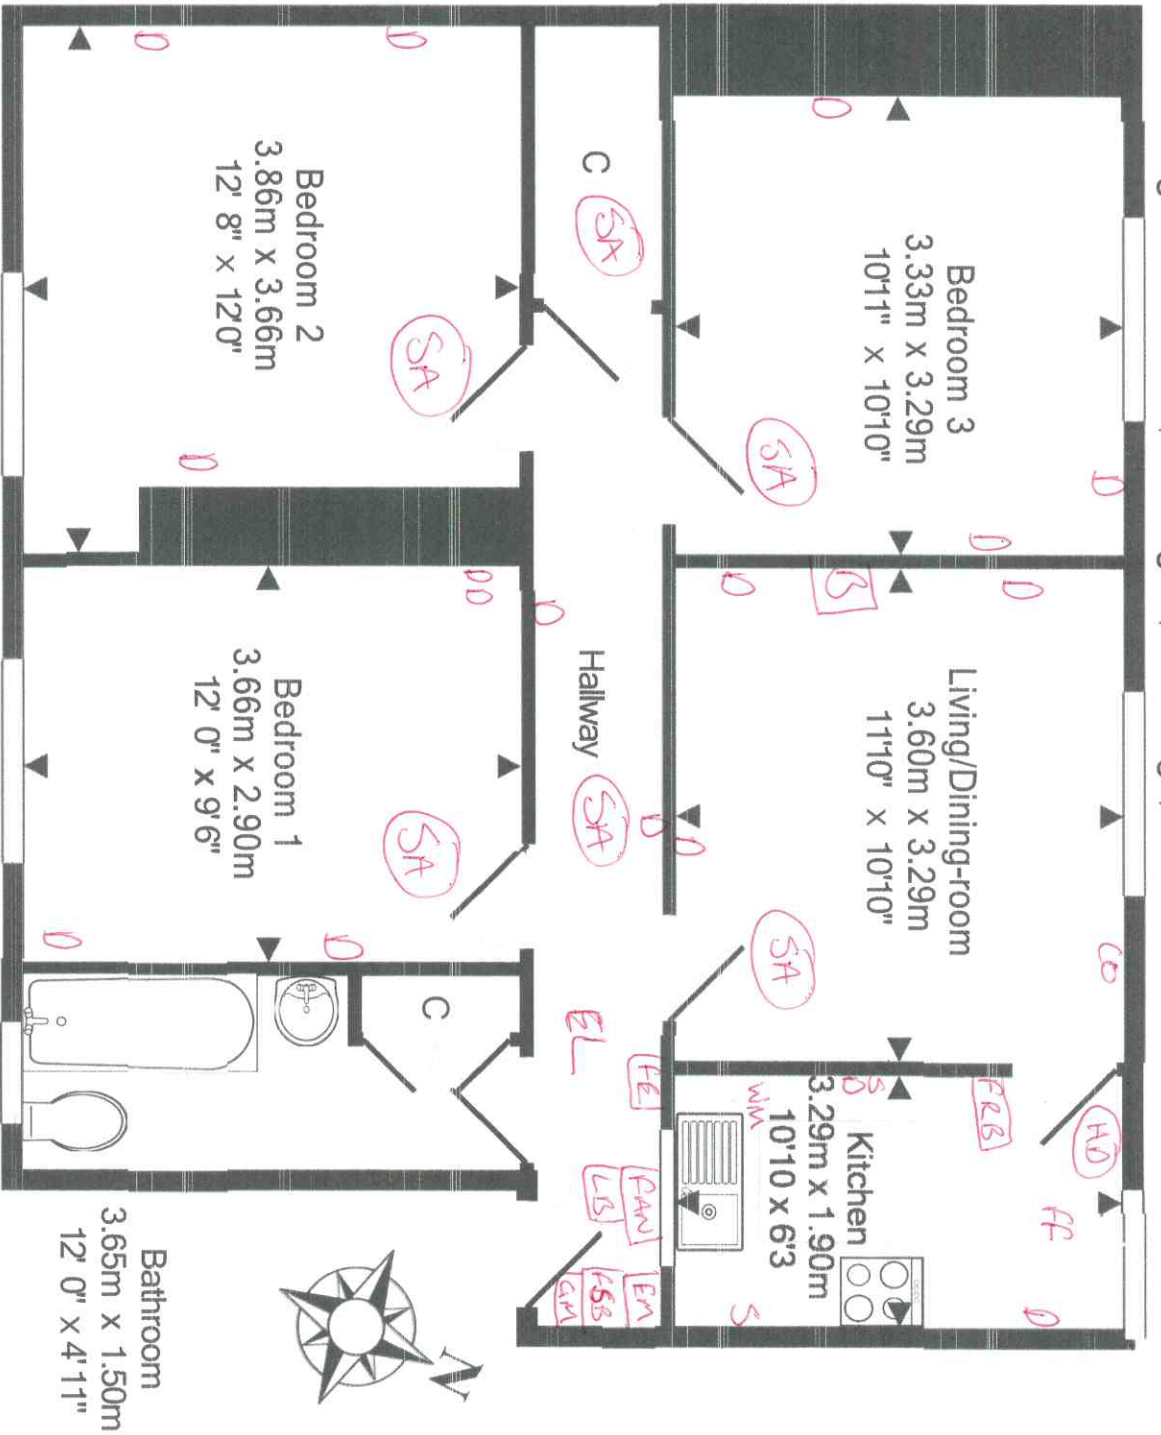 Bedroom 3
3.33m x 3.29m
10'11" x 10'10"
D
D
D
SA
Living/Dining-room
3.60m x 3.29m
11'10" x 10'10"
D
D
B
D
CO
SA
Kitchen
3.29m x 1.90m
10'10 x 6'3
FRB
HD
FF
D
S
D
WM
S
C
SA
Hallway
D
SA
D
EL
FE
FAN
LB
EM
FSB
GM
Bedroom 2
3.86m x 3.66m
12' 8" x 12'0"
D
D
D
SA
Bedroom 1
3.66m x 2.90m
12' 0" x 9'6"
DD
D
D
SA
C
Bathroom
3.65m x 1.50m
12' 0" x 4'11"
N